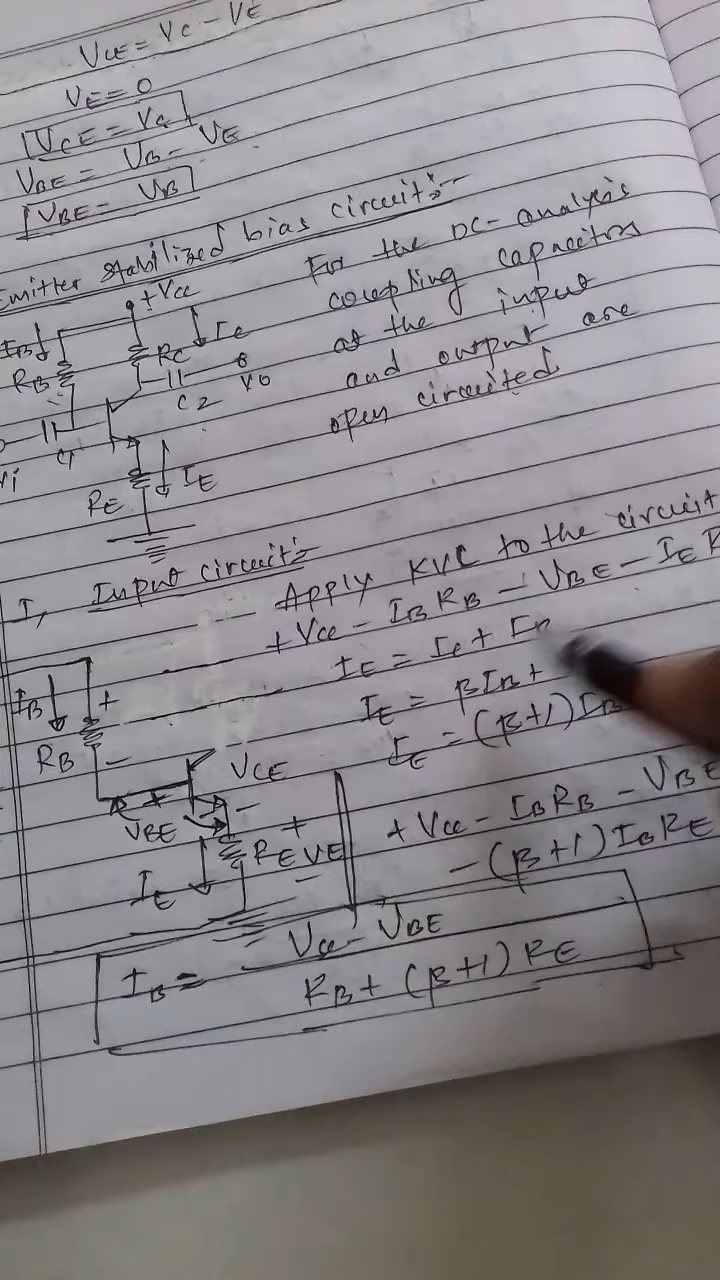 VCE = VC - VE
VE = 0
VCE = VC
VBE = VB - VE
VBE = VB
Emitter stabilized bias circuit:-
For the DC-analysis
coupling capacitors
at the input
and output are
open circuited
+Vcc
IB
RB
RC
IC
C2
V0
C1
Vi
RE
IE
I, Input circuit:-
Apply KVL to the circuit
+Vcc - IBRB - VBE - IER
IE = IC + IB
IE = βIB +
IE = (β+1)IB
IB
+
RB
-
VCE
+
VBE
-
+
RE VE
-
IE
+Vcc - IBRB - VBE
-(β+1)IBRE
IB = Vcc - VBE
RB + (β+1)RE